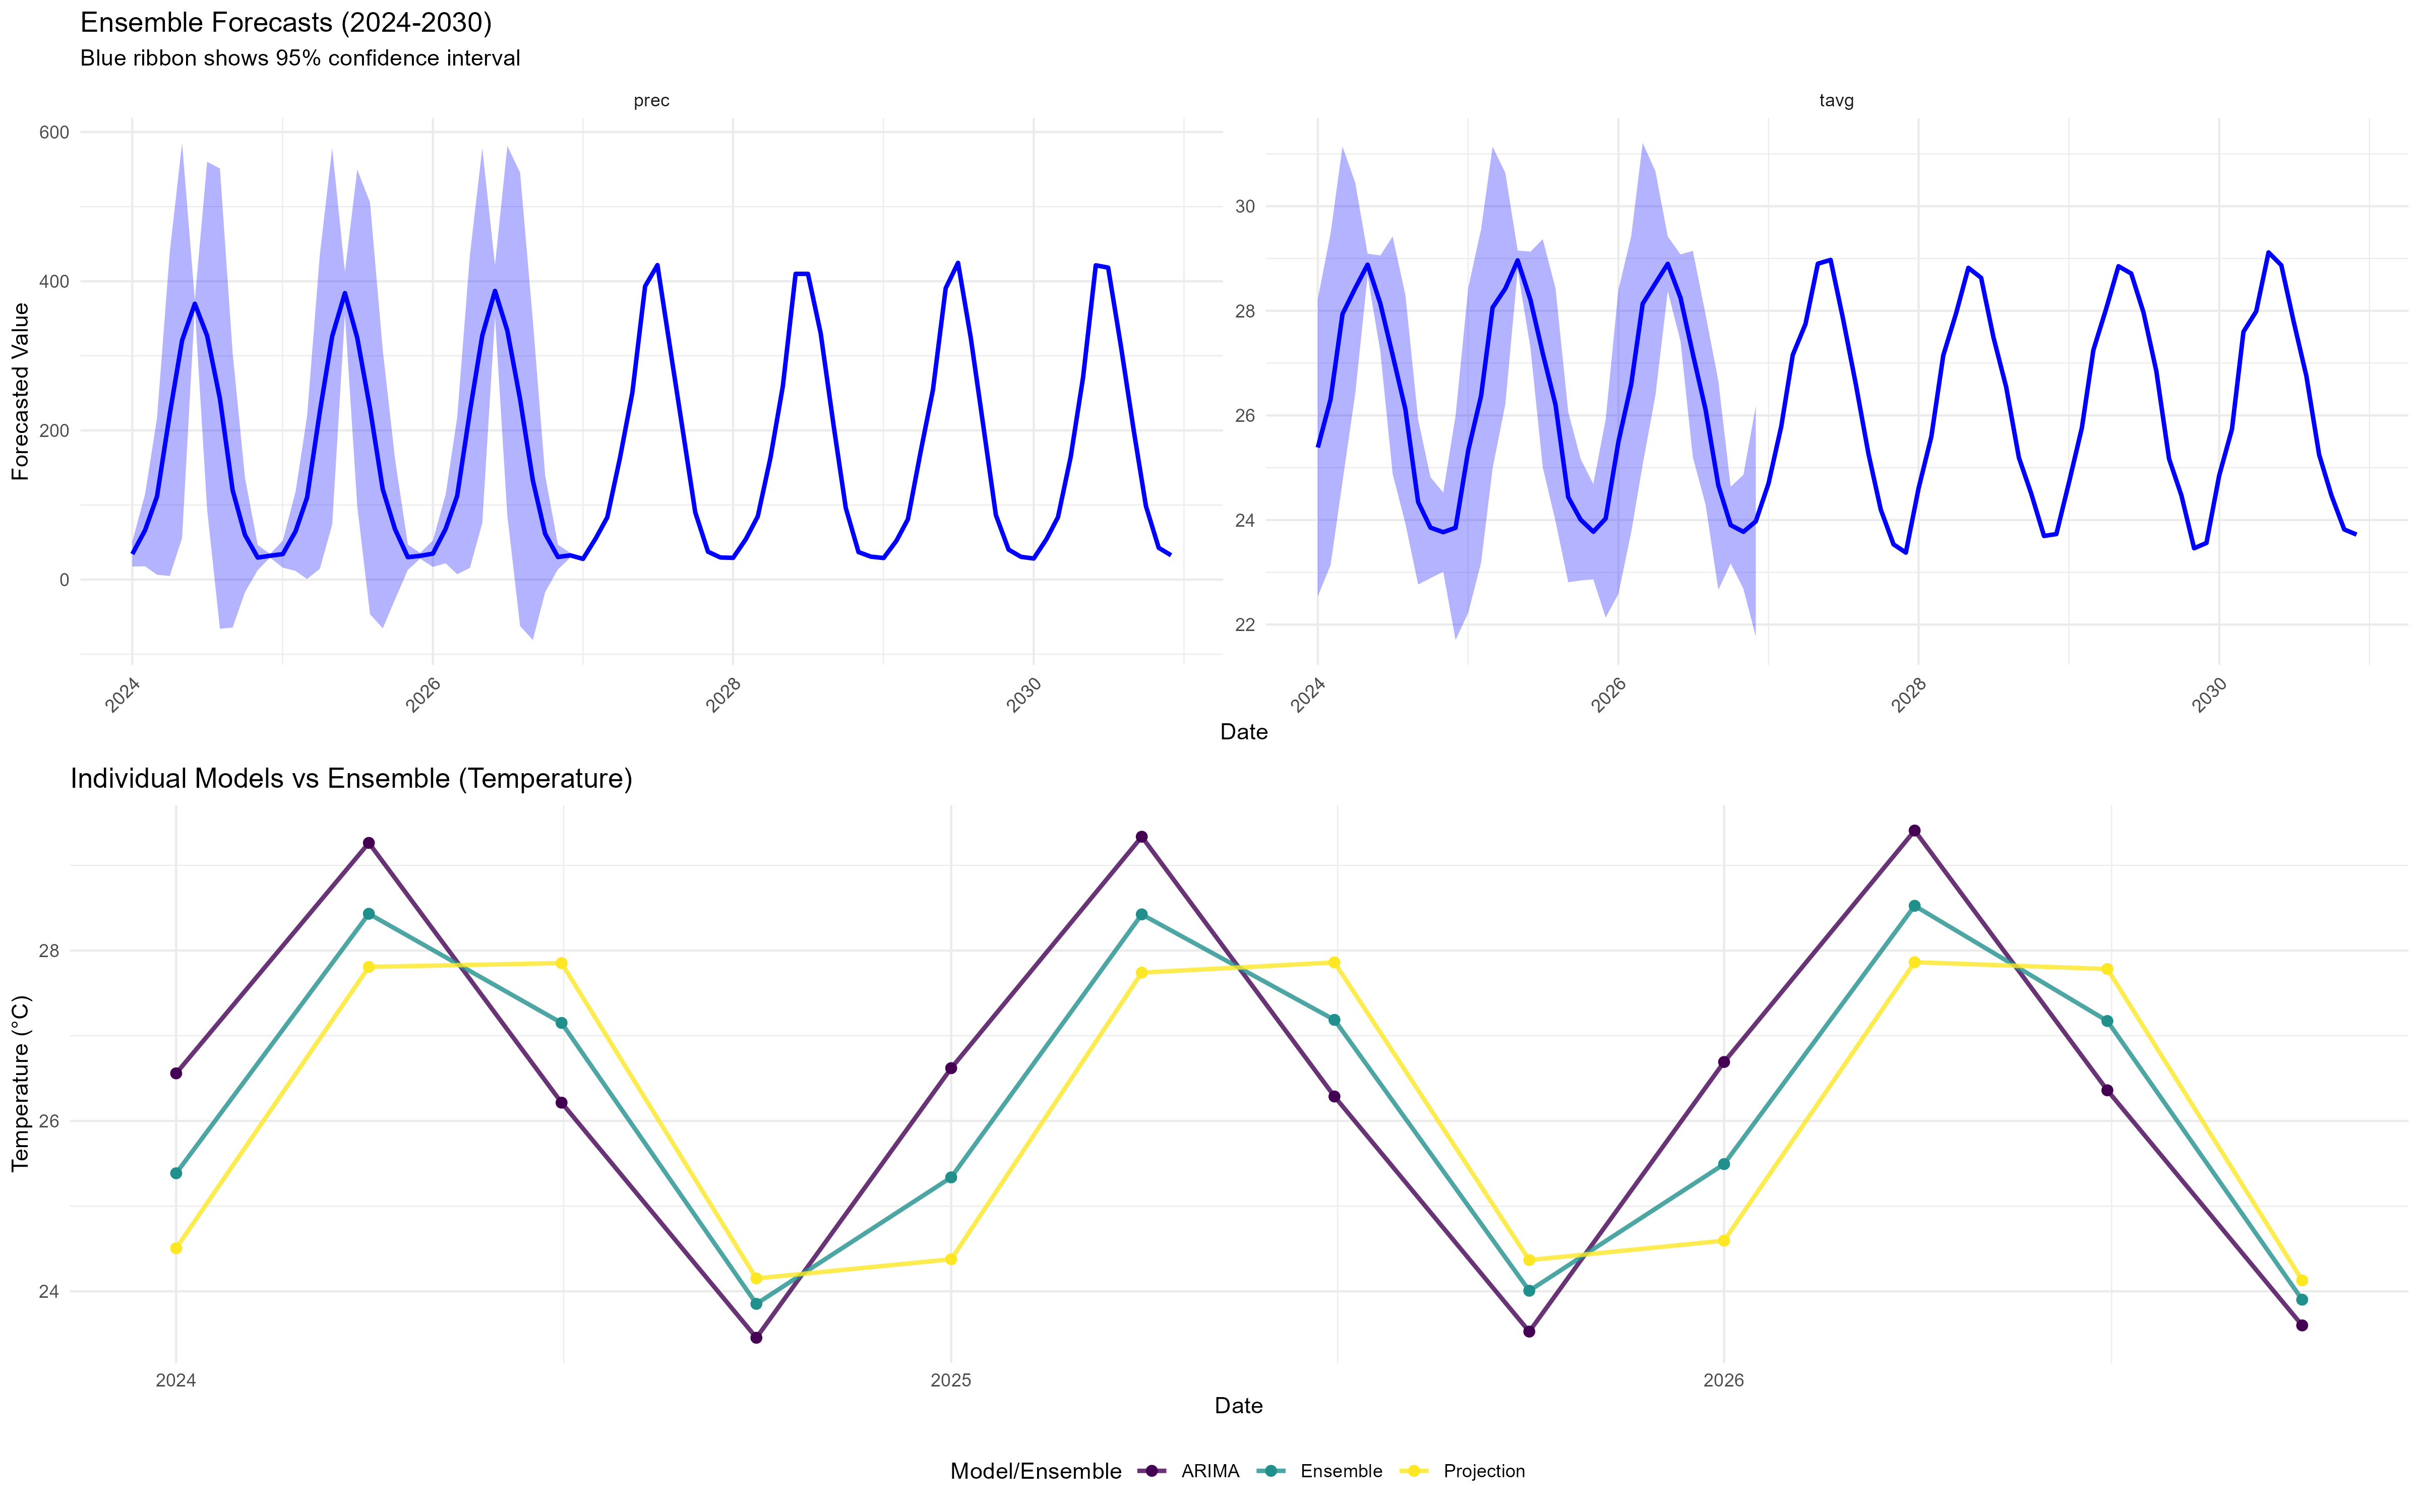 Ensemble Forecasts (2024-2030)
Blue ribbon shows 95% confidence interval
prec
tavg
Forecasted Value
600
400
200
0
30
28
26
24
22
2024
2026
2028
2030
2024
2026
2028
2030
Date
Individual Models vs Ensemble (Temperature)
Temperature (°C)
28
26
24
2024
2025
2026
Date
Model/Ensemble ARIMA Ensemble Projection